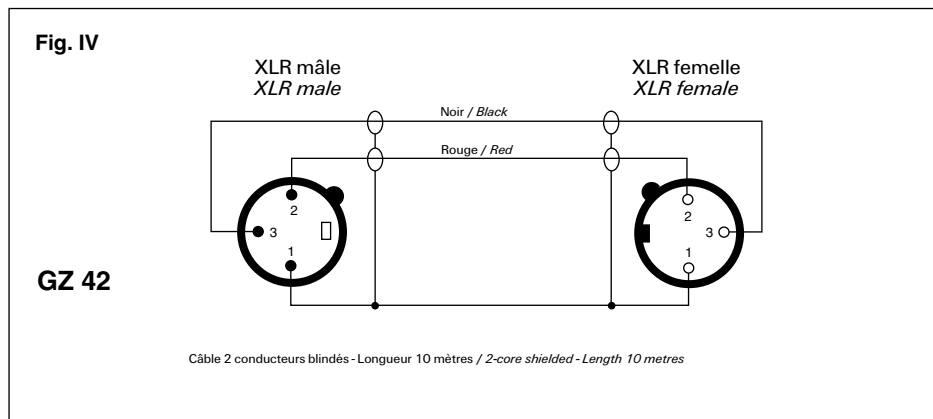 Fig. IV
XLR mâle
XLR male
XLR femelle
XLR female
Noir / Black
Rouge / Red
2
3
1
2
3
1
GZ 42
Câble 2 conducteurs blindés - Longueur 10 mètres / 2-core shielded - Length 10 metres